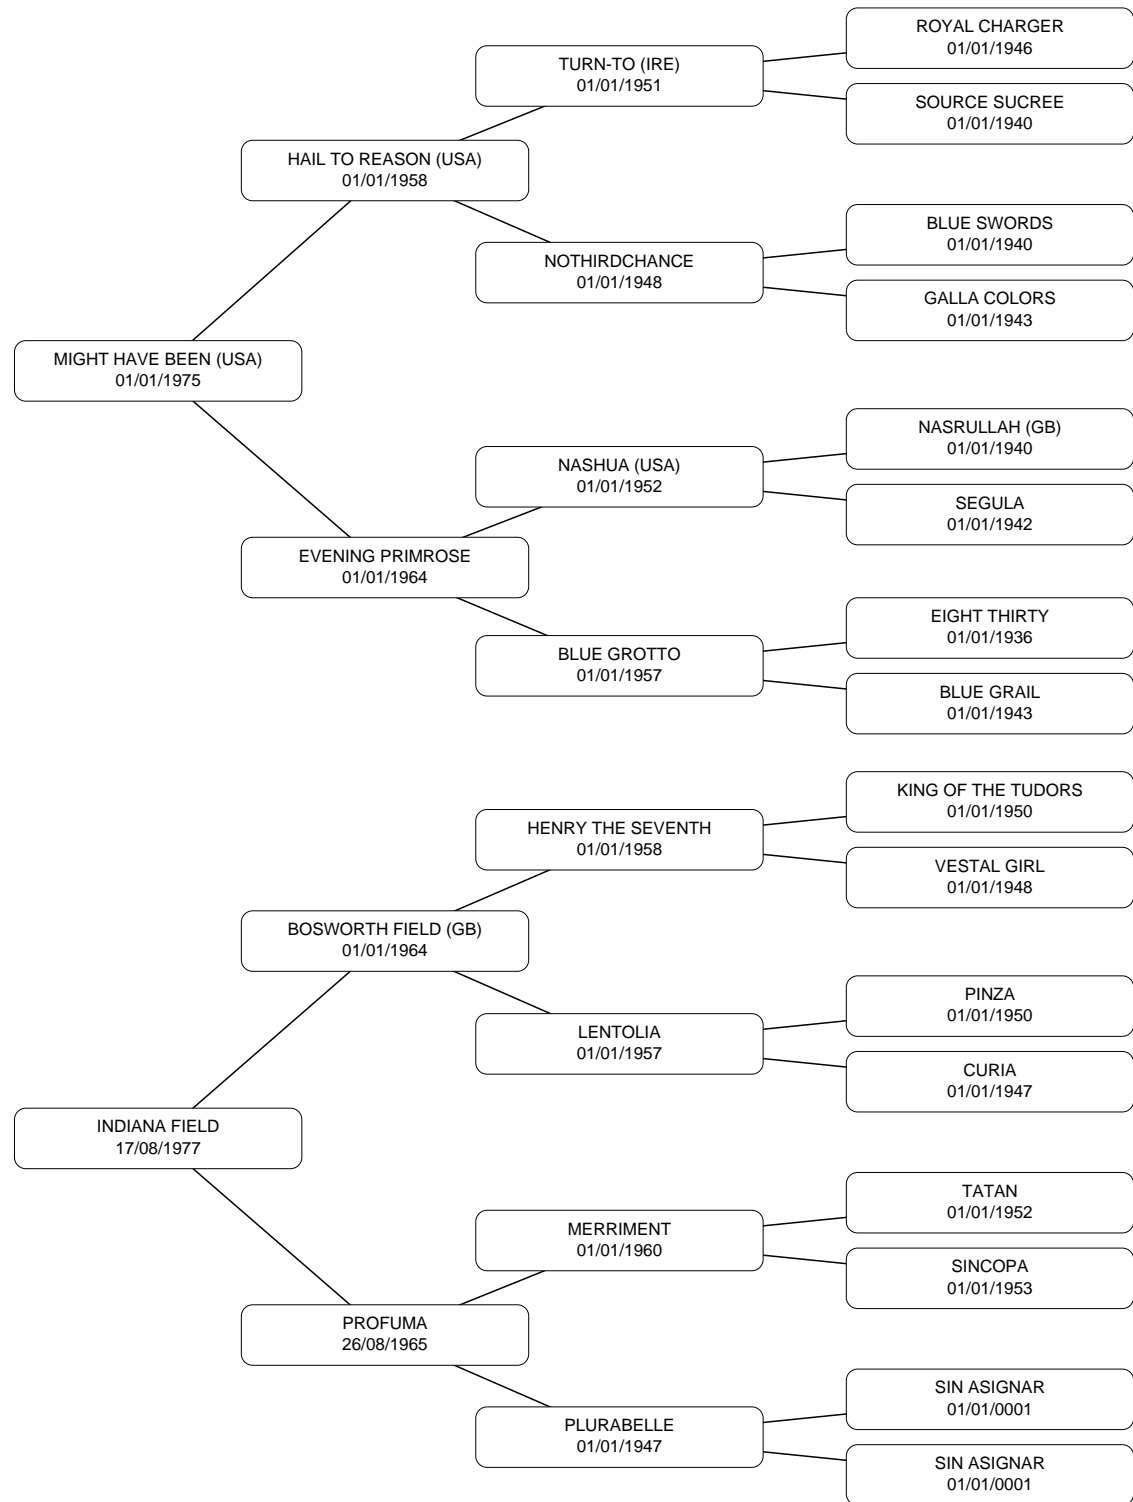 ROYAL CHARGER
01/01/1946
TURN-TO (IRE)
01/01/1951
SOURCE SUCREE
01/01/1940
HAIL TO REASON (USA)
01/01/1958
BLUE SWORDS
01/01/1940
NOTHIRDCHANCE
01/01/1948
GALLA COLORS
01/01/1943
MIGHT HAVE BEEN (USA)
01/01/1975
NASRULLAH (GB)
01/01/1940
NASHUA (USA)
01/01/1952
SEGULA
01/01/1942
EVENING PRIMROSE
01/01/1964
EIGHT THIRTY
01/01/1936
BLUE GROTTO
01/01/1957
BLUE GRAIL
01/01/1943
KING OF THE TUDORS
01/01/1950
HENRY THE SEVENTH
01/01/1958
VESTAL GIRL
01/01/1948
BOSWORTH FIELD (GB)
01/01/1964
PINZA
01/01/1950
LENTOLIA
01/01/1957
CURIA
01/01/1947
INDIANA FIELD
17/08/1977
TATAN
01/01/1952
MERRIMENT
01/01/1960
SINCOPA
01/01/1953
PROFUMA
26/08/1965
SIN ASIGNAR
01/01/0001
PLURABELLE
01/01/1947
SIN ASIGNAR
01/01/0001